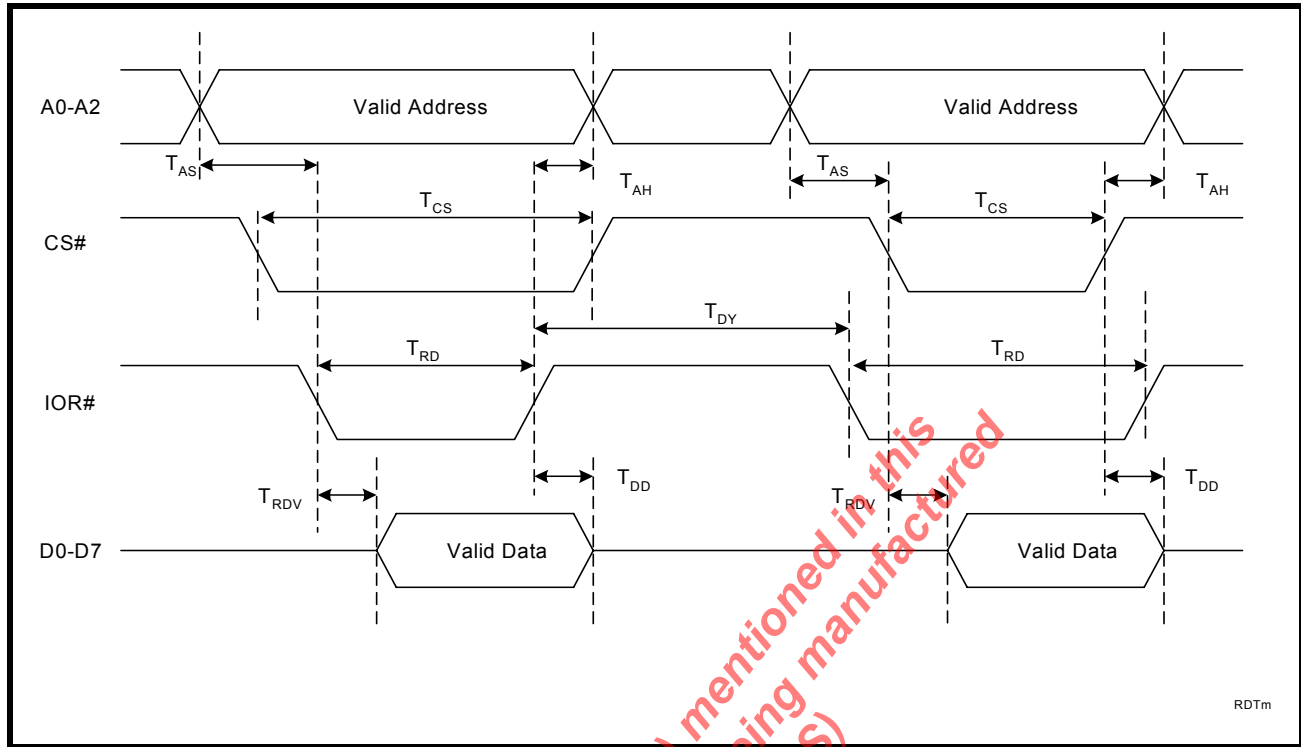 A0-A2
Valid Address
Valid Address
TAS
TAH
TAS
TAH
CS#
TCS
TCS
TDY
IOR#
TRD
TRD
TRDV
TDD
TRDV
TDD
D0-D7
Valid Data
Valid Data
mentioned in this
ing manufactured
S)
RDTm